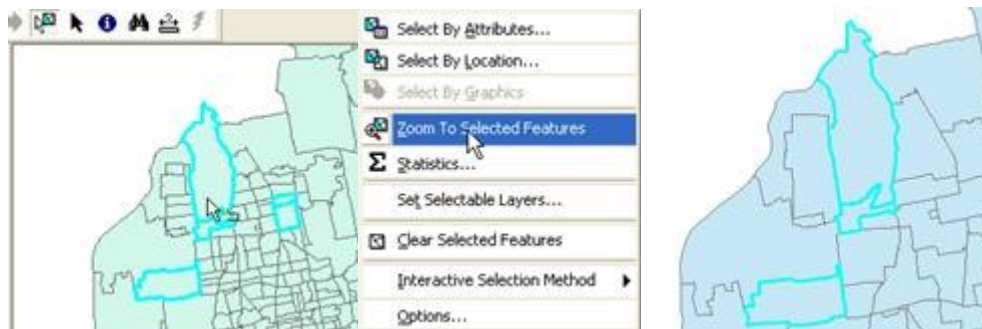 Select By Attributes...
Select By Location...
Select By Graphics
Zoom To Selected Features
Statistics...
Set Selectable Layers...
Clear Selected Features
Interactive Selection Method
Options...